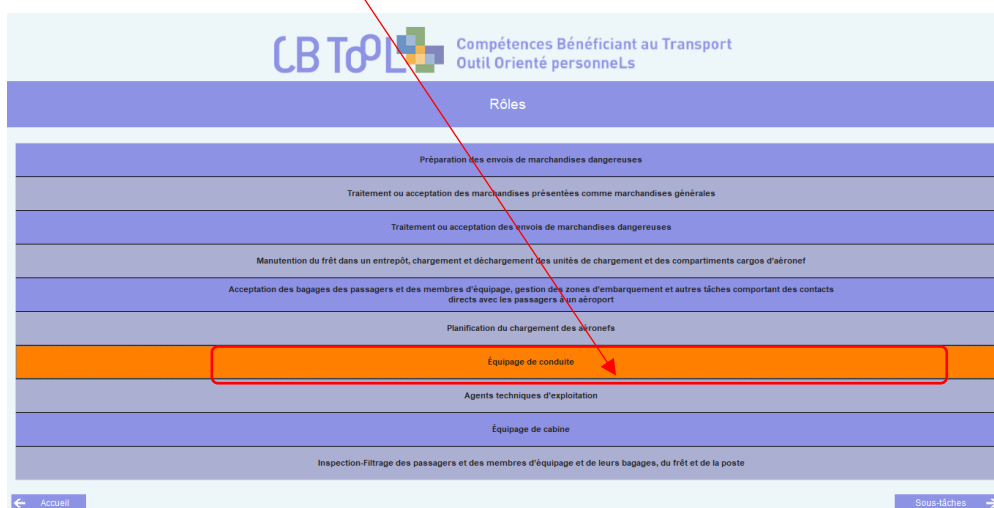 CB TOOL
Compétences Bénéficiant au Transport
Outil Orienté personneLs
Rôles
Préparation des envois de marchandises dangereuses
Traitement ou acceptation des marchandises présentées comme marchandises générales
Traitement ou acceptation des envois de marchandises dangereuses
Manutention du frêt dans un entrepôt, chargement et déchargement des unités de chargement et des compartiments cargos d'aéronef
Acceptation des bagages des passagers et des membres d'équipage, gestion des zones d'embarquement et autres tâches comportant des contacts
directs avec les passagers à un aéroport
Planification du chargement des aéronefs
Équipage de conduite
Agents techniques d'exploitation
Équipage de cabine
Inspection-Filtrage des passagers et des membres d'équipage et de leurs bagages, du frêt et de la poste
Accueil
Sous-tâches